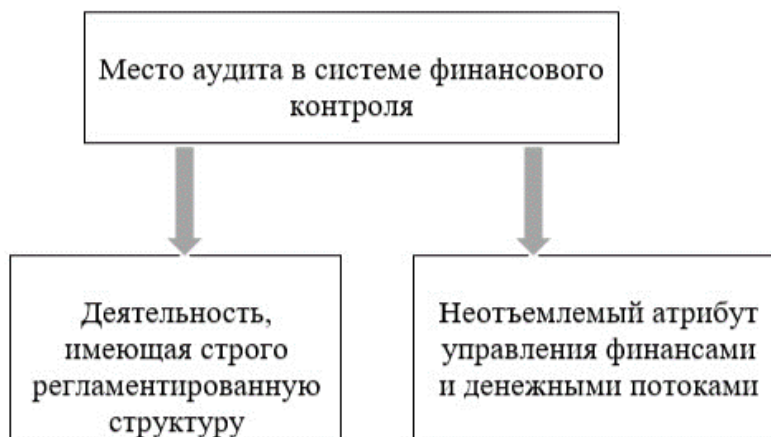 Место аудита в системе финансового
контроля
Деятельность,
имеющая строго
регламентированную
структуру
Неотъемлемый атрибут
управления финансами
и денежными потоками